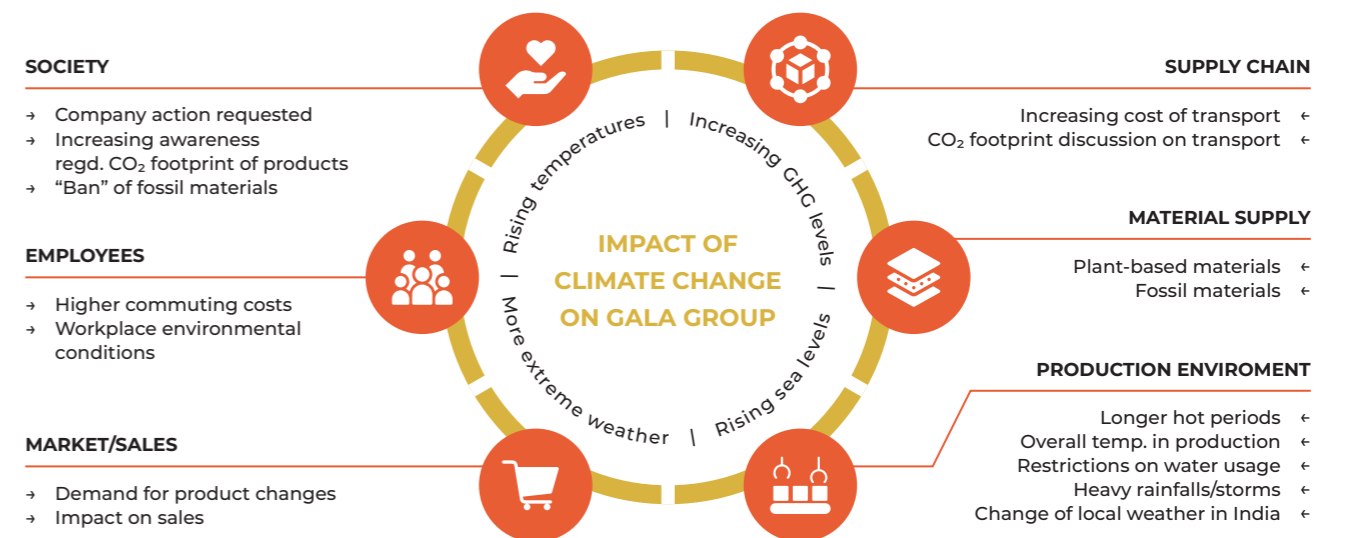 SOCIETY
→ Company action requested
→ Increasing awareness
regd. CO₂ footprint of products
→ “Ban” of fossil materials
EMPLOYEES
→ Higher commuting costs
→ Workplace environmental
conditions
MARKET/SALES
→ Demand for product changes
→ Impact on sales
Rising temperatures | Increasing GHG levels | Rising sea levels | More extreme weather |
IMPACT OF
CLIMATE CHANGE
ON GALA GROUP
SUPPLY CHAIN
Increasing cost of transport ←
CO₂ footprint discussion on transport ←
MATERIAL SUPPLY
Plant-based materials ←
Fossil materials ←
PRODUCTION ENVIROMENT
Longer hot periods ←
Overall temp. in production ←
Restrictions on water usage ←
Heavy rainfalls/storms ←
Change of local weather in India ←